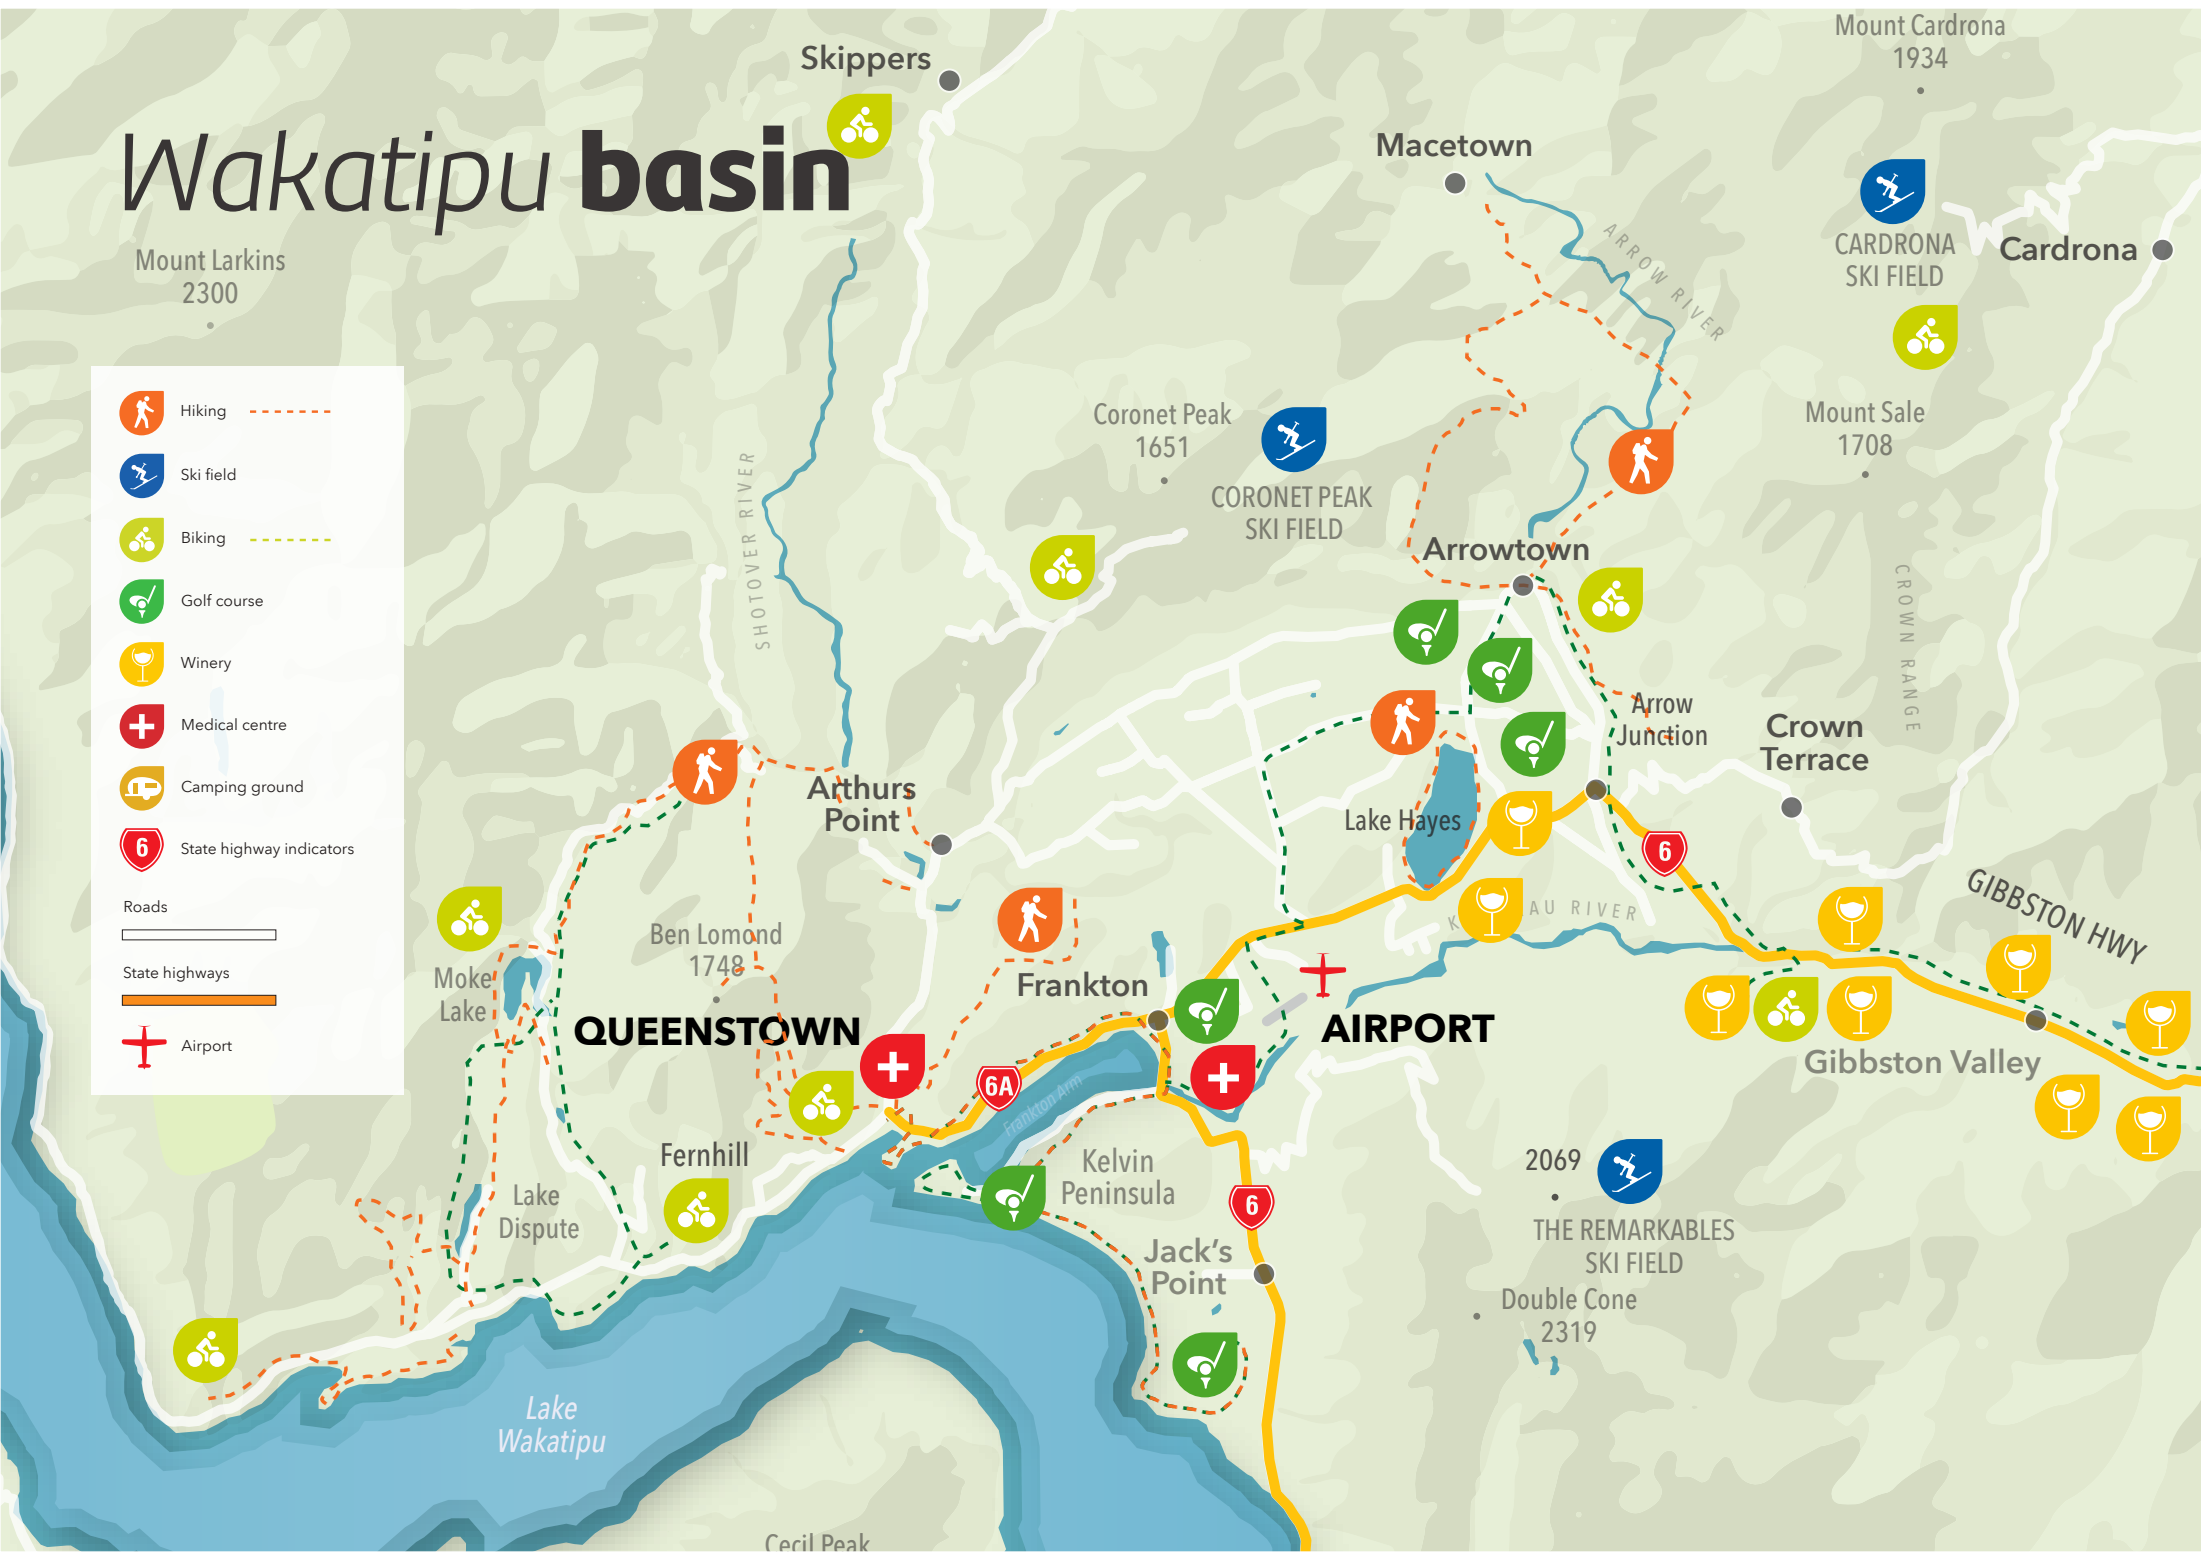 Skippers
Mount Cardrona
1934
Wakatipu basin
Macetown
ARROW RIVER
CARDRONA
SKI FIELD
Cardrona
Mount Larkins
2300
Hiking
Ski field
Biking
Golf course
Winery
Medical centre
Camping ground
6
State highway indicators
Roads
State highways
Airport
Coronet Peak
1651
CORONET PEAK
SKI FIELD
Mount Sale
1708
SHOTOVER RIVER
Arrowtown
CROWN RANGE
Arrow
Junction
Crown
Terrace
Arthurs
Point
Lake Hayes
6
GIBBSTON HWY
AU RIVER
Ben Lomond
1748
Moke
Lake
Frankton
QUEENSTOWN
AIRPORT
Gibbston Valley
6A
Frankton Arm
Fernhill
Kelvin
Peninsula
2069
THE REMARKABLES
SKI FIELD
Lake
Dispute
6
Jack's
Point
Double Cone
2319
Lake
Wakatipu
Cecil Peak